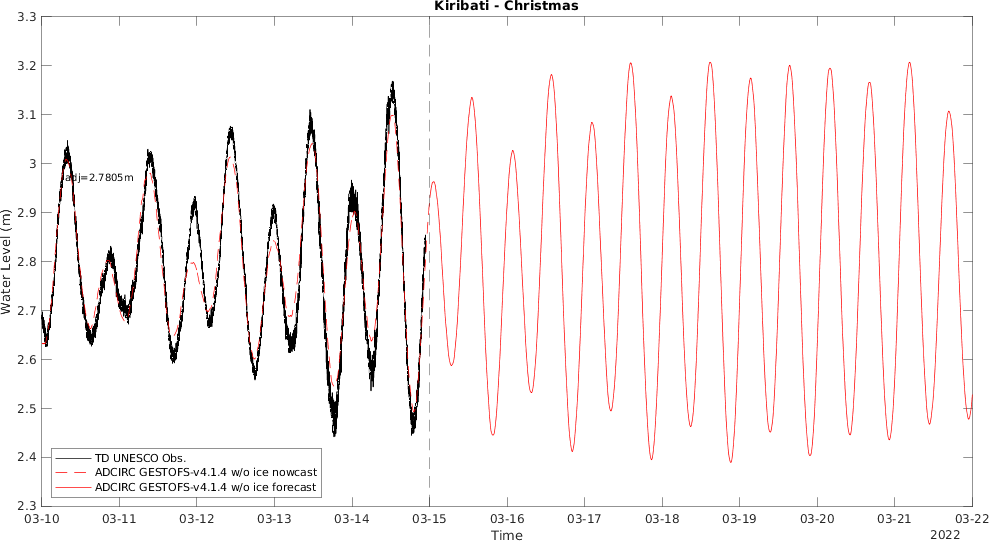 Kiribati - Christmas
3.3
3.2
3.1
3
2.9
2.8
2.7
2.6
2.5
2.4
2.3
Water Level (m)
adj=2.7805m
TD UNESCO Obs.
ADCIRC GESTOFS-v4.1.4 w/o ice nowcast
ADCIRC GESTOFS-v4.1.4 w/o ice forecast
03-10 03-11 03-12 03-13 03-14 03-15 03-16 03-17 03-18 03-19 03-20 03-21 03-22
Time
2022